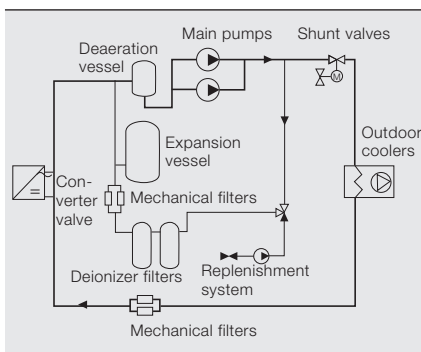 Main pumps
Shunt valves
Deaeration
vessel
M
Expansion
vessel
Outdoor
coolers
Con-
verter
valve
Mechanical filters
Deionizer filters
Replenishment
system
Mechanical filters